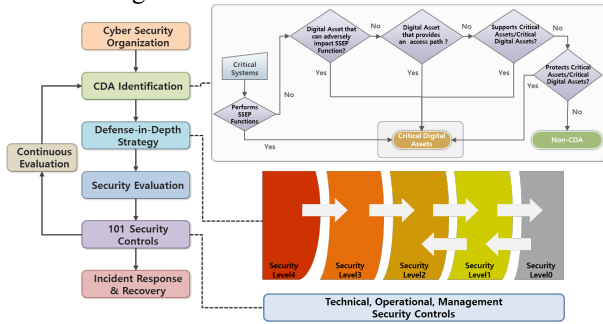 Cyber Security
Organization
CDA Identification
Defense-in-Depth
Strategy
Continuous
Evaluation
Security Evaluation
101 Security
Controls
Incident Response
& Recovery
Critical
Systems
Performs
SSEP
Functions
No
Yes
Digital Asset that
can adversely
impact SSEP
Function?
No
Yes
Digital Asset
that provides
an access path ?
No
Yes
Supports Critical
Assets/Critical
Digital Assets?
No
Yes
Protects Critical
Assets/Critical
Digital Assets?
Yes
No
Critical Digital
Assets
Non-CDA
Security
Level4
Security
Level3
Security
Level2
Security
Level1
Security
Level0
Technical, Operational, Management
Security Controls